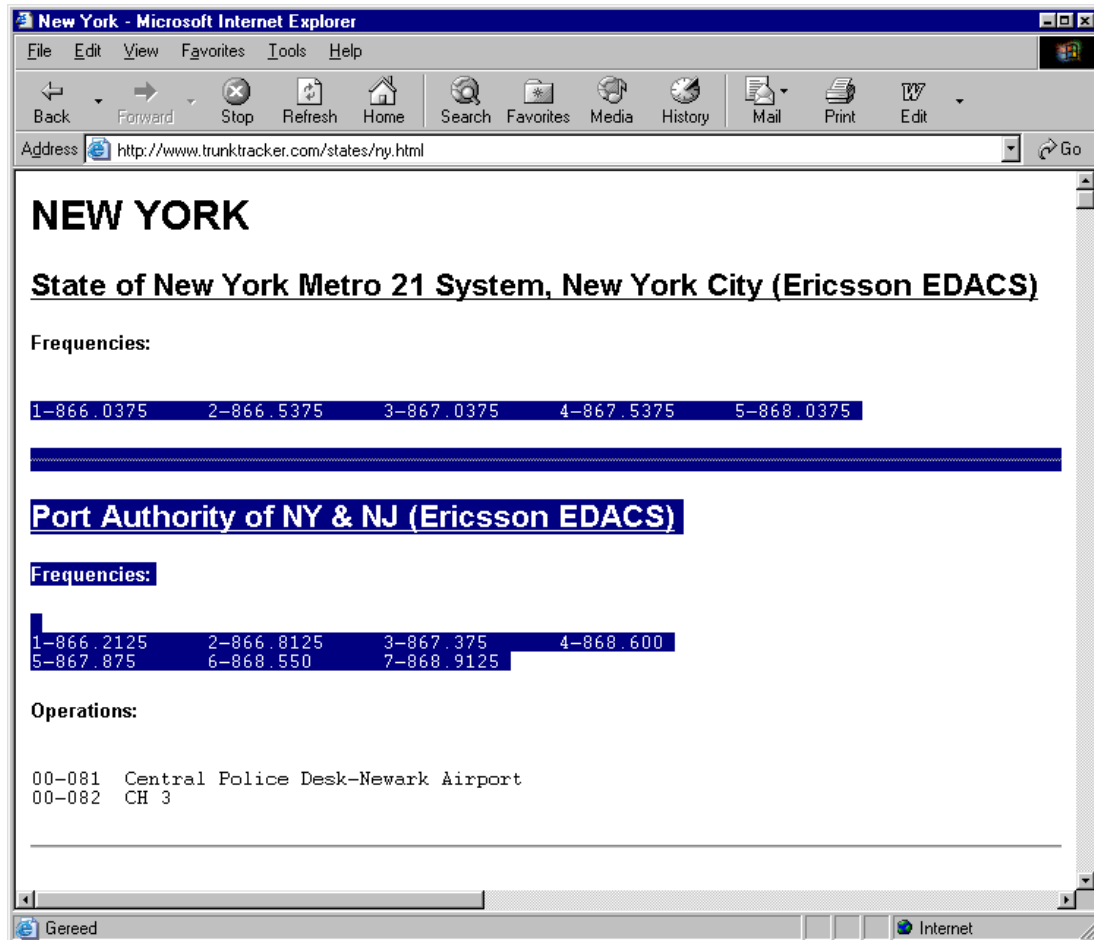 New York - Microsoft Internet Explorer
File Edit View Favorites Tools Help
Back Forward Stop Refresh Home Search Favorites Media History Mail Print Edit
Address http://www.trunktracker.com/states/ny.html Go
NEW YORK
State of New York Metro 21 System, New York City (Ericsson EDACS)
Frequencies:
1-866.0375 2-866.5375 3-867.0375 4-867.5375 5-868.0375
Port Authority of NY & NJ (Ericsson EDACS)
Frequencies:
1-866.2125 2-866.8125 3-867.375 4-868.600
5-867.875 6-868.550 7-868.9125
Operations:
00-081 Central Police Desk-Newark Airport
00-082 CH 3
Gereed Internet